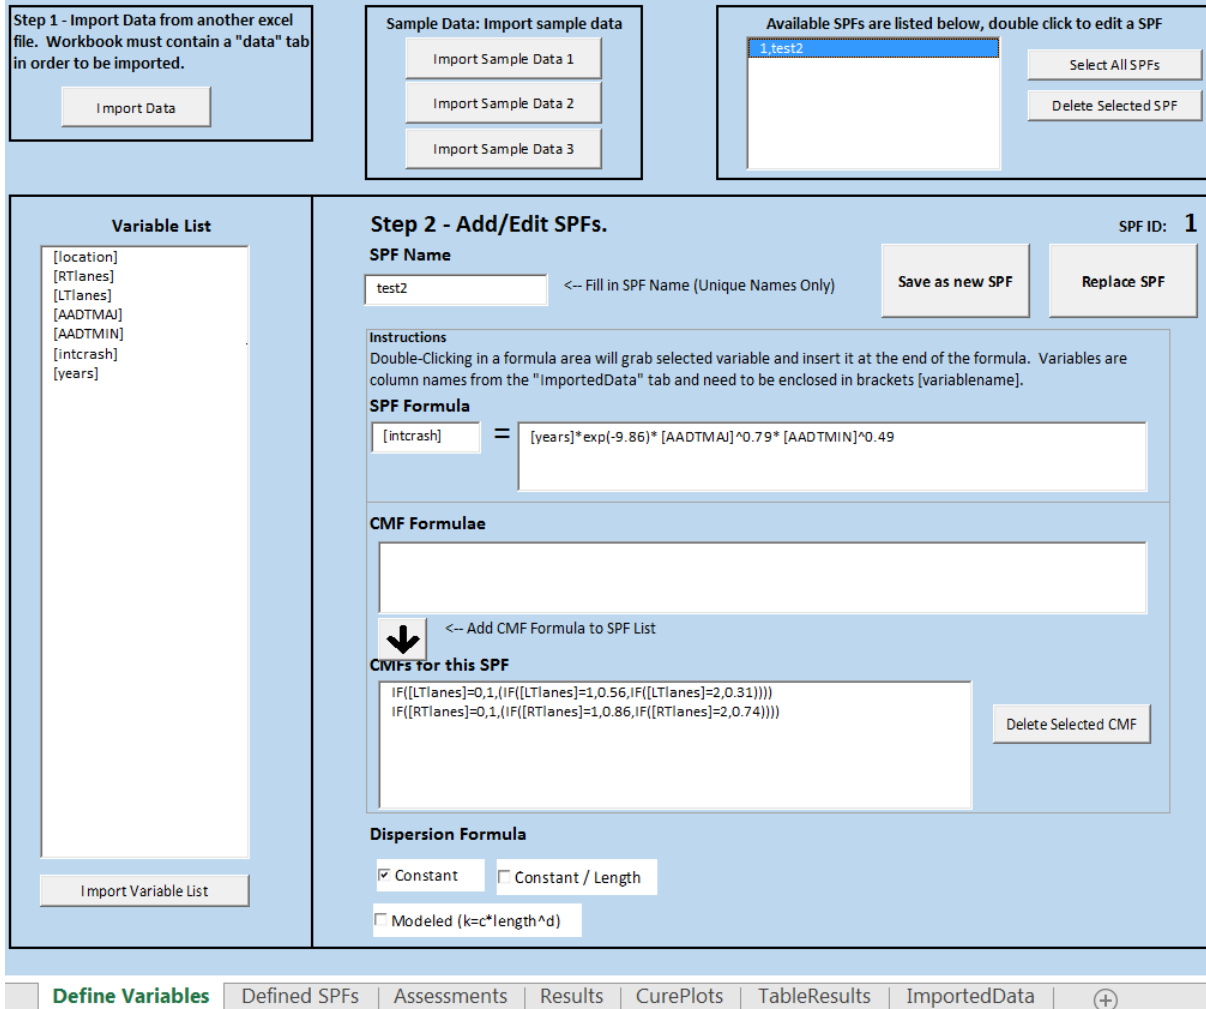 Step 1 - Import Data from another excel
file. Workbook must contain a "data" tab
in order to be imported.
Import Data
Sample Data: Import sample data
Import Sample Data 1
Import Sample Data 2
Import Sample Data 3
Available SPFs are listed below, double click to edit a SPF
1,test2
Select All SPFs
Delete Selected SPF
Variable List
[location]
[RTlanes]
[LTlanes]
[AADTMAJ]
[AADTMIN]
[intcrash]
[years]
Import Variable List
Step 2 - Add/Edit SPFs.
SPF ID: 1
SPF Name
test2
<-- Fill in SPF Name (Unique Names Only)
Save as new SPF
Replace SPF
Instructions
Double-Clicking in a formula area will grab selected variable and insert it at the end of the formula. Variables are
column names from the "ImportedData" tab and need to be enclosed in brackets [variablename].
SPF Formula
[intcrash] = [years]*exp(-9.86)* [AADTMAJ]^0.79* [AADTMIN]^0.49
CMF Formulae
<-- Add CMF Formula to SPF List
CMFs for this SPF
IF([LTlanes]=0,1,(IF([LTlanes]=1,0.56,IF([LTlanes]=2,0.31))))
IF([RTlanes]=0,1,(IF([RTlanes]=1,0.86,IF([RTlanes]=2,0.74))))
Delete Selected CMF
Dispersion Formula
Constant
Constant / Length
Modeled (k=c*length^d)
Define Variables
Defined SPFs
Assessments
Results
CurePlots
TableResults
ImportedData